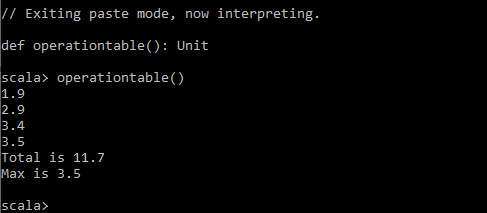 // Exiting paste mode, now interpreting.
def operationtable(): Unit
scala> operationtable()
1.9
2.9
3.4
3.5
Total is 11.7
Max is 3.5
scala>